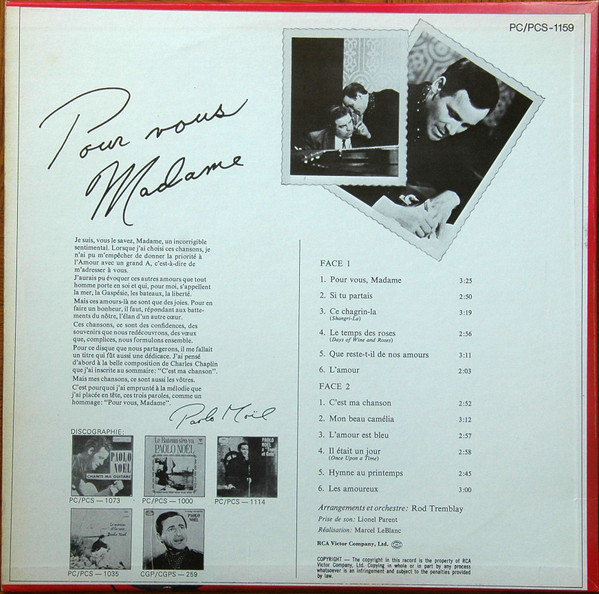 PC/PCS-1159
Pour vous
Madame
Je suis, vous le savez, Madame, un incorrigible
sentimental. Lorsque j'ai choisi ces chansons, je
n'ai pu m'empêcher de donner la priorité à
l'Amour avec un grand A, c'est-à-dire de
m'adresser à vous.
J'aurais pu évoquer ces autres amours que tout
homme porte en soi et qui, pour moi, s'appellent
la mer, la Gaspésie, les bateaux, la liberté.
Mais ces amours-là ne sont que des joies. Pour en
faire un bonheur, il faut, répondant aux batte-
ments du nôtre, l'élan d'un autre cœur.
Ces chansons, ce sont des confidences, des
souvenirs que nous redécouvrons, des vœux
que, complices, nous formulons ensemble.
Pour ce disque que nous partagerons, il me fallait
un titre qui fût aussi une dédicace. J'ai pensé
d'abord à la belle composition de Charles Chaplin
que j'ai inscrite au sommaire: "C'est ma chanson".
Mais mes chansons, ce sont aussi les vôtres.
C'est pourquoi j'ai emprunté à la mélodie que
j'ai placée en tête, ces trois paroles, comme un
hommage: "Pour vous, Madame".
Paolo Noël
DISCOGRAPHIE:
PAOLO
NOËL
CHANTE MA GUITARE
PAOLO NOËL
PAOLO
NOËL
PC/PCS — 1073
PC/PCS — 1000
PC/PCS — 1114
PAOLO
NOËL
PC/PCS — 1035
CGP/CGPS — 259
FACE 1
1. Pour vous, Madame 3:25
2. Si tu partais 2:50
3. Ce chagrin-la 3:19
(Shangri-La)
4. Le temps des roses 2:56
(Days of Wine and Roses)
5. Que reste-t-il de nos amours 3:11
6. L'amour 2:03
FACE 2
1. C'est ma chanson 2:52
2. Mon beau camélia 3:12
3. L'amour est bleu 2:57
4. Il était un jour 2:58
(Once Upon a Time)
5. Hymne au printemps 2:45
6. Les amoureux 3:00
Arrangements et orchestre: Rod Tremblay
Prise de son: Lionel Parent
Réalisation: Marcel LeBlanc
RCA Victor Company, Ltd.
COPYRIGHT — The copyright in this record is the property of RCA
Victor Company, Ltd. Copying in whole or in part by any process
whatsoever is an infringement and subject to the penalties provided
by law.